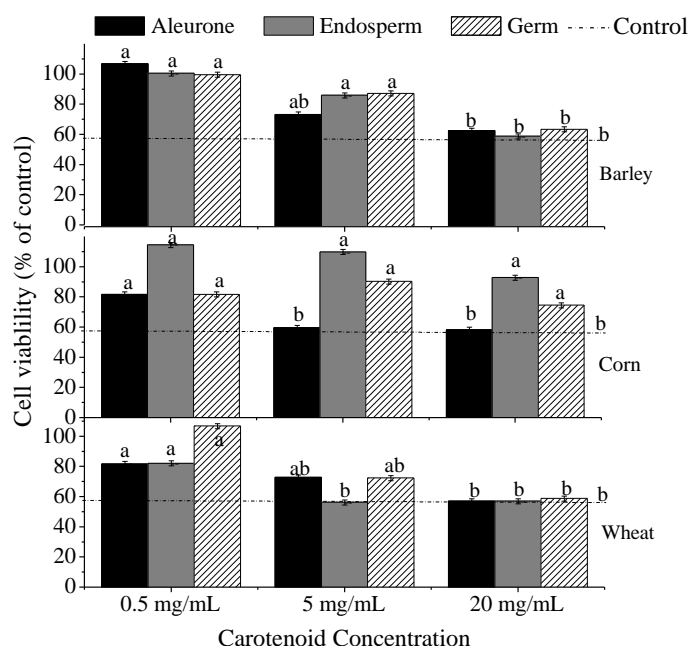 Aleurone Endosperm Germ Control
Cell viablility (% of control)
100
80
60
40
20
0
a a a
ab a a
b b b b
Barley
100
80
60
40
20
0
a a a
b a a
b a a b
Corn
100
80
60
40
20
0
a a a
ab b ab
b b b b
Wheat
0.5 mg/mL 5 mg/mL 20 mg/mL
Carotenoid Concentration